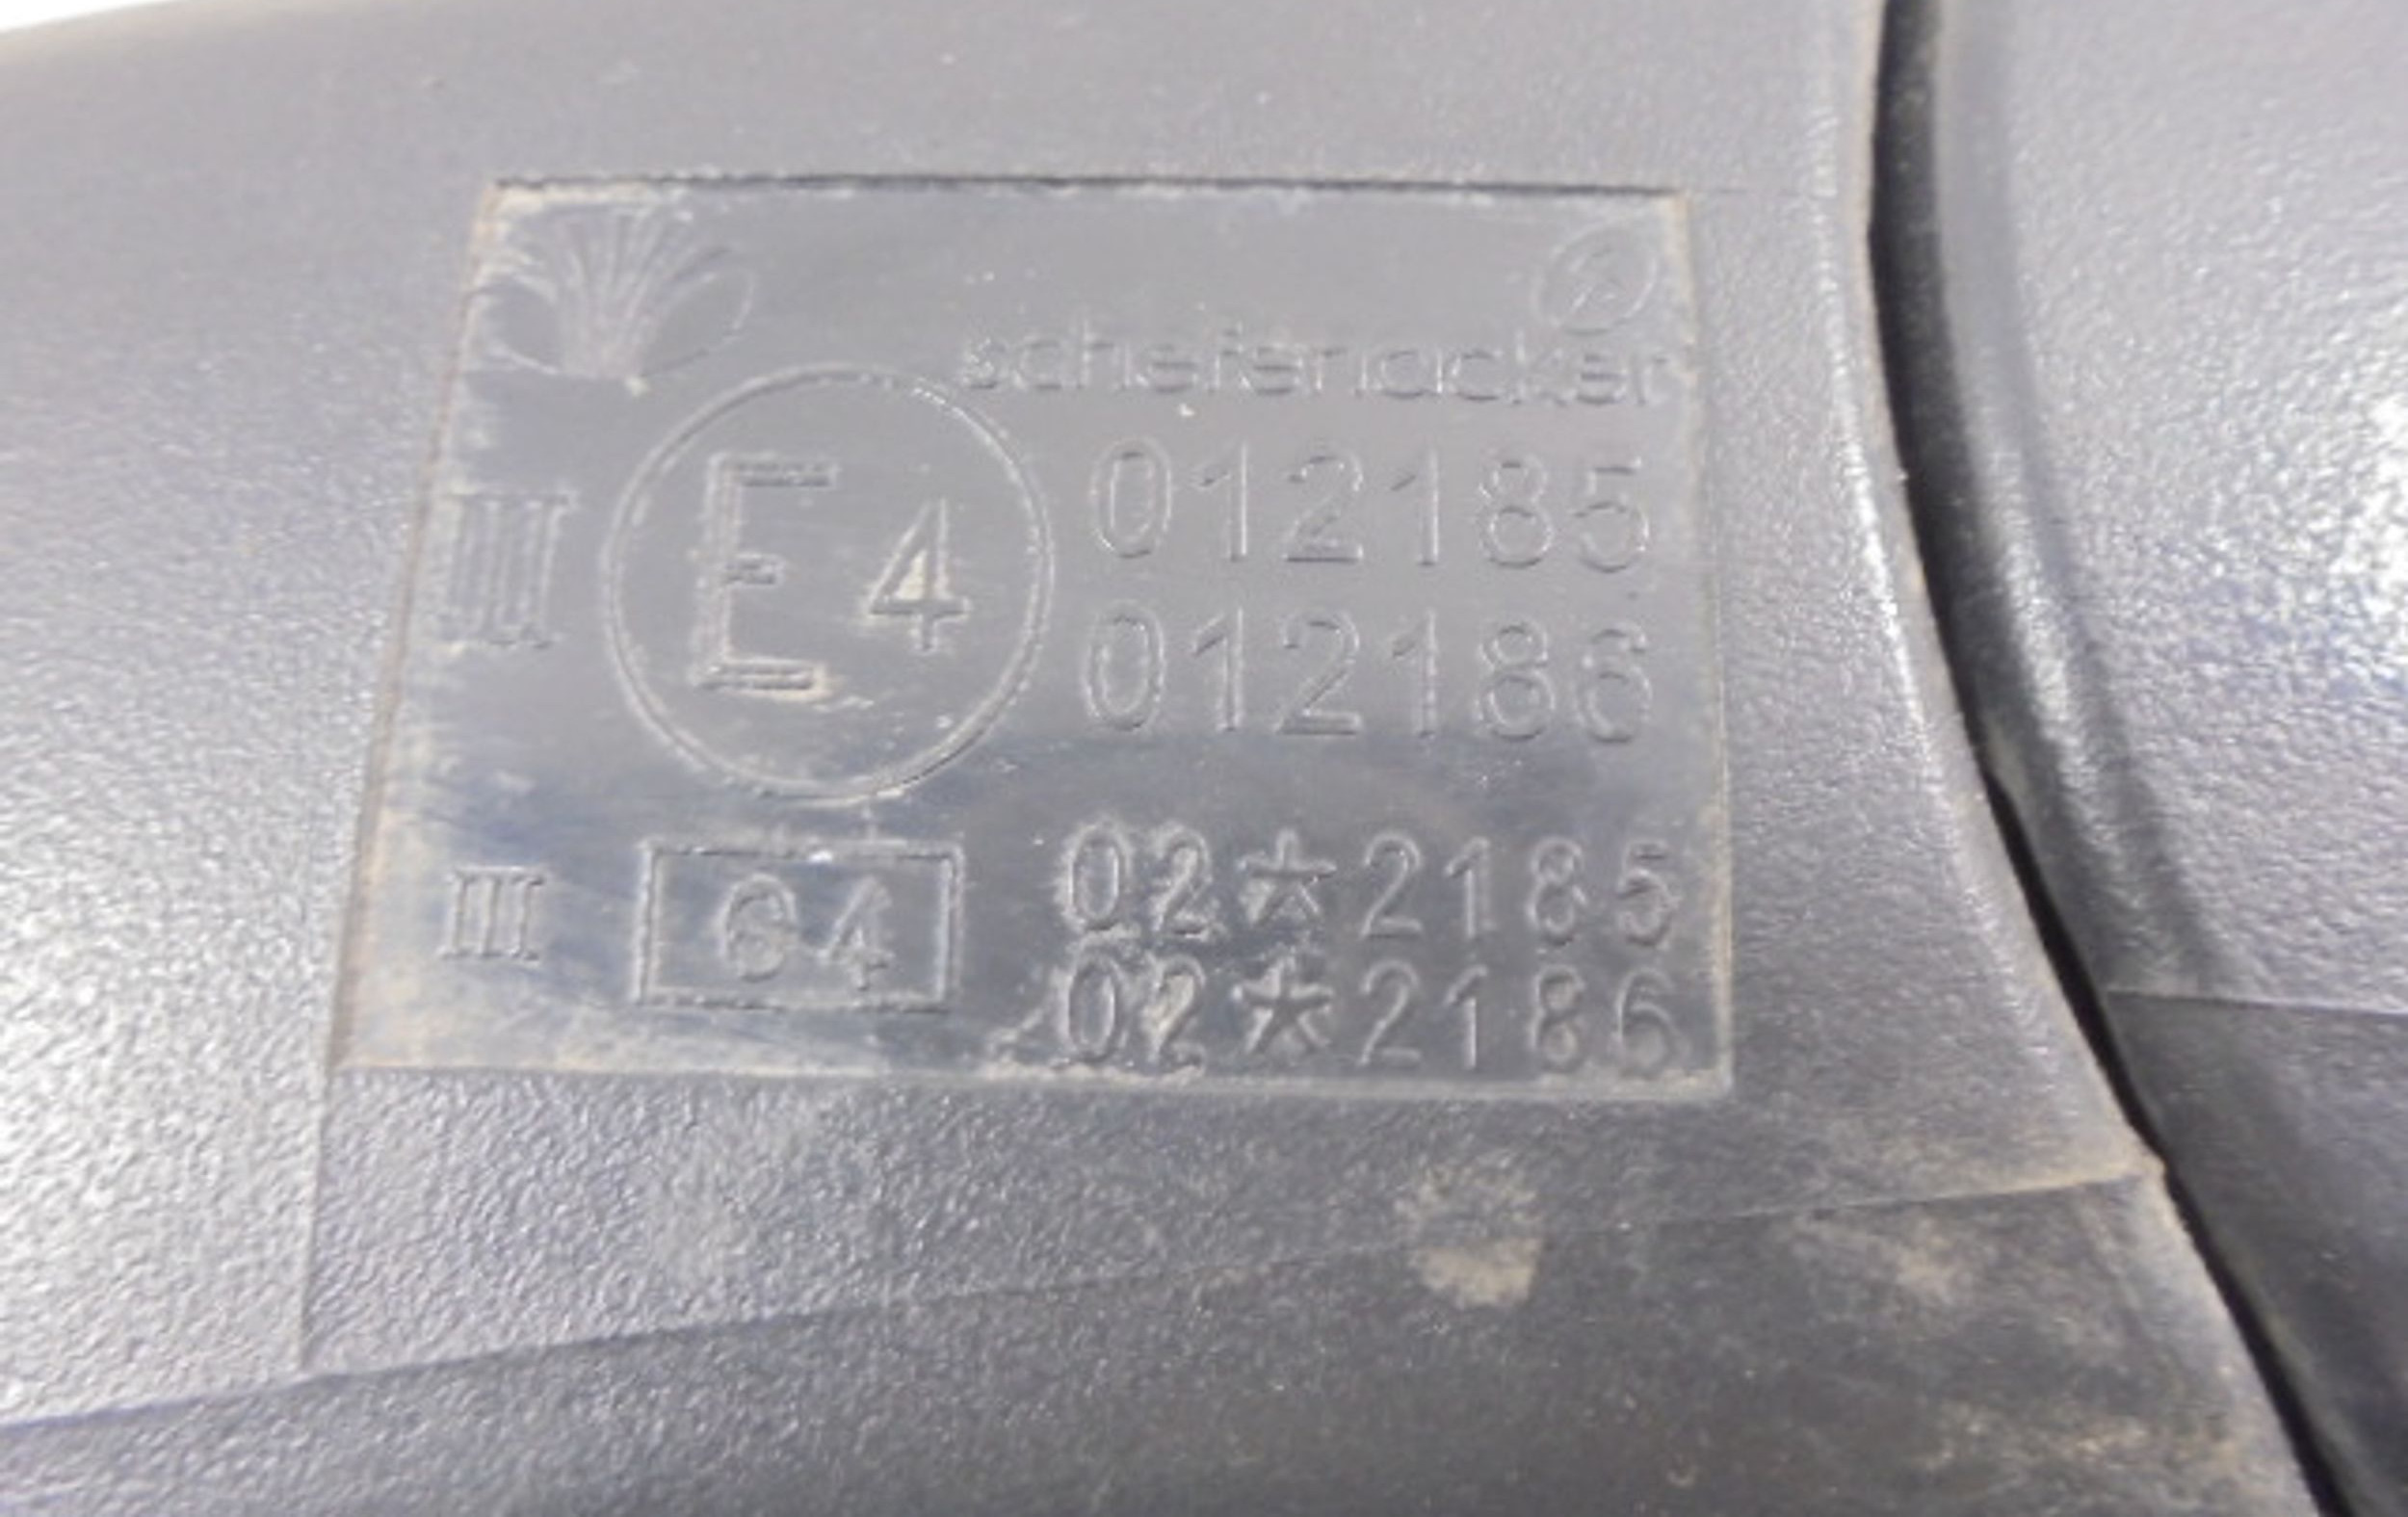 schefenacker
III E4 012185
012186
III e4 02*2185
02*2186